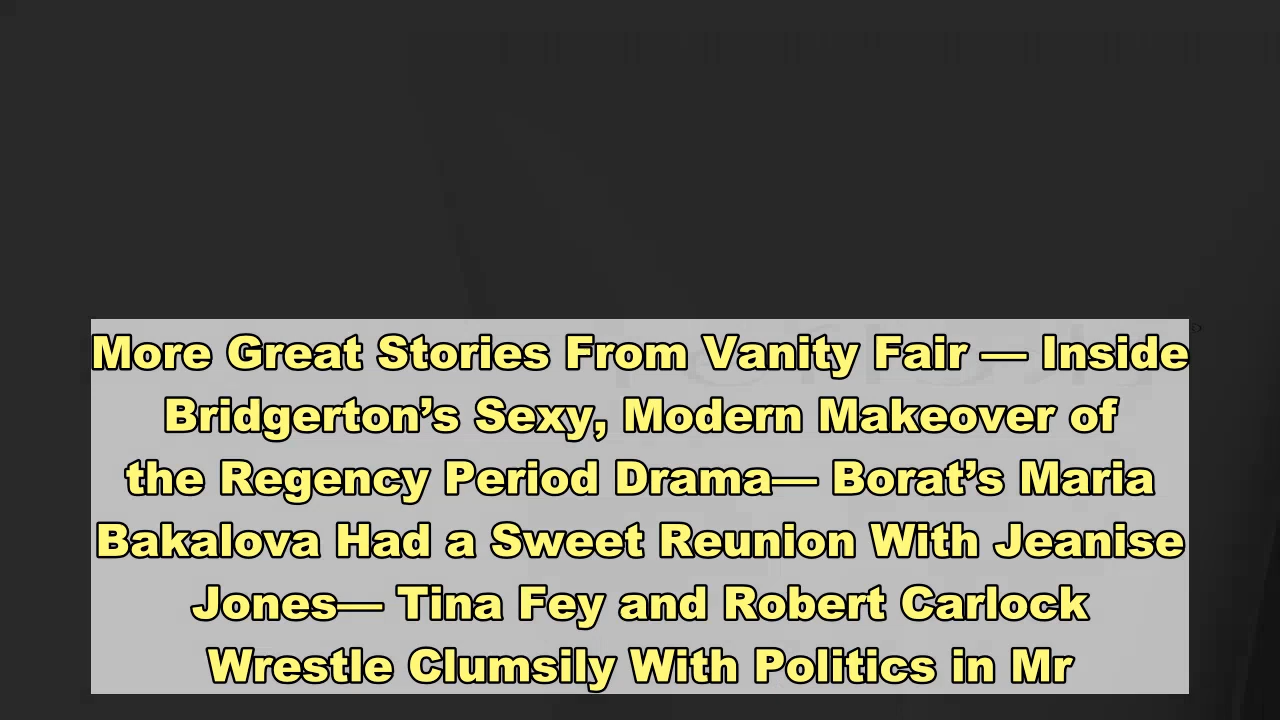 More Great Stories From Vanity Fair — Inside
Bridgerton’s Sexy, Modern Makeover of
the Regency Period Drama— Borat’s Maria
Bakalova Had a Sweet Reunion With Jeanise
Jones— Tina Fey and Robert Carlock
Wrestle Clumsily With Politics in Mr